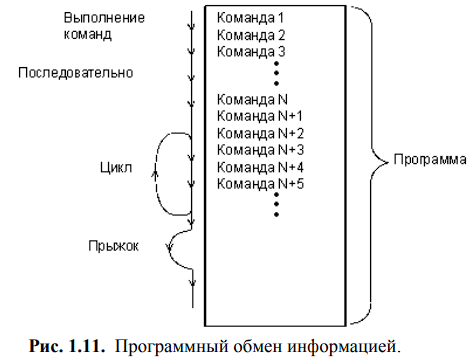 Выполнение
команд
Последовательно
Цикл
Прыжок
Команда 1
Команда 2
Команда 3
Команда N
Команда N+1
Команда N+2
Команда N+3
Команда N+4
Команда N+5
Программа
Рис. 1.11. Программный обмен информацией.